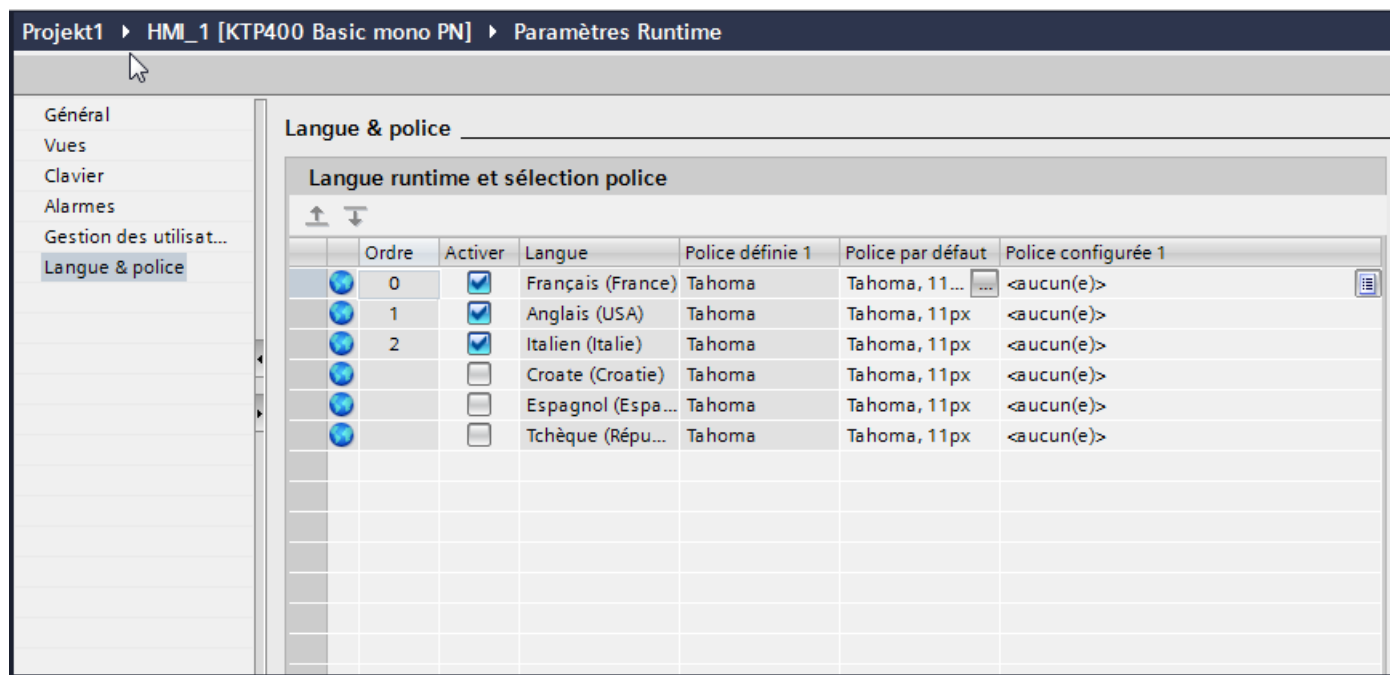 Projekt1 ▸ HMI_1 [KTP400 Basic mono PN] ▸ Paramètres Runtime
Général
Vues
Clavier
Alarmes
Gestion des utilisat...
Langue & police
Langue & police
Langue runtime et sélection police
Ordre Activer Langue Police définie 1 Police par défaut Police configurée 1
0 Français (France) Tahoma Tahoma, 11... ... <aucun(e)>
1 Anglais (USA) Tahoma Tahoma, 11px <aucun(e)>
2 Italien (Italie) Tahoma Tahoma, 11px <aucun(e)>
Croate (Croatie) Tahoma Tahoma, 11px <aucun(e)>
Espagnol (Espa... Tahoma Tahoma, 11px <aucun(e)>
Tchèque (Répu... Tahoma Tahoma, 11px <aucun(e)>